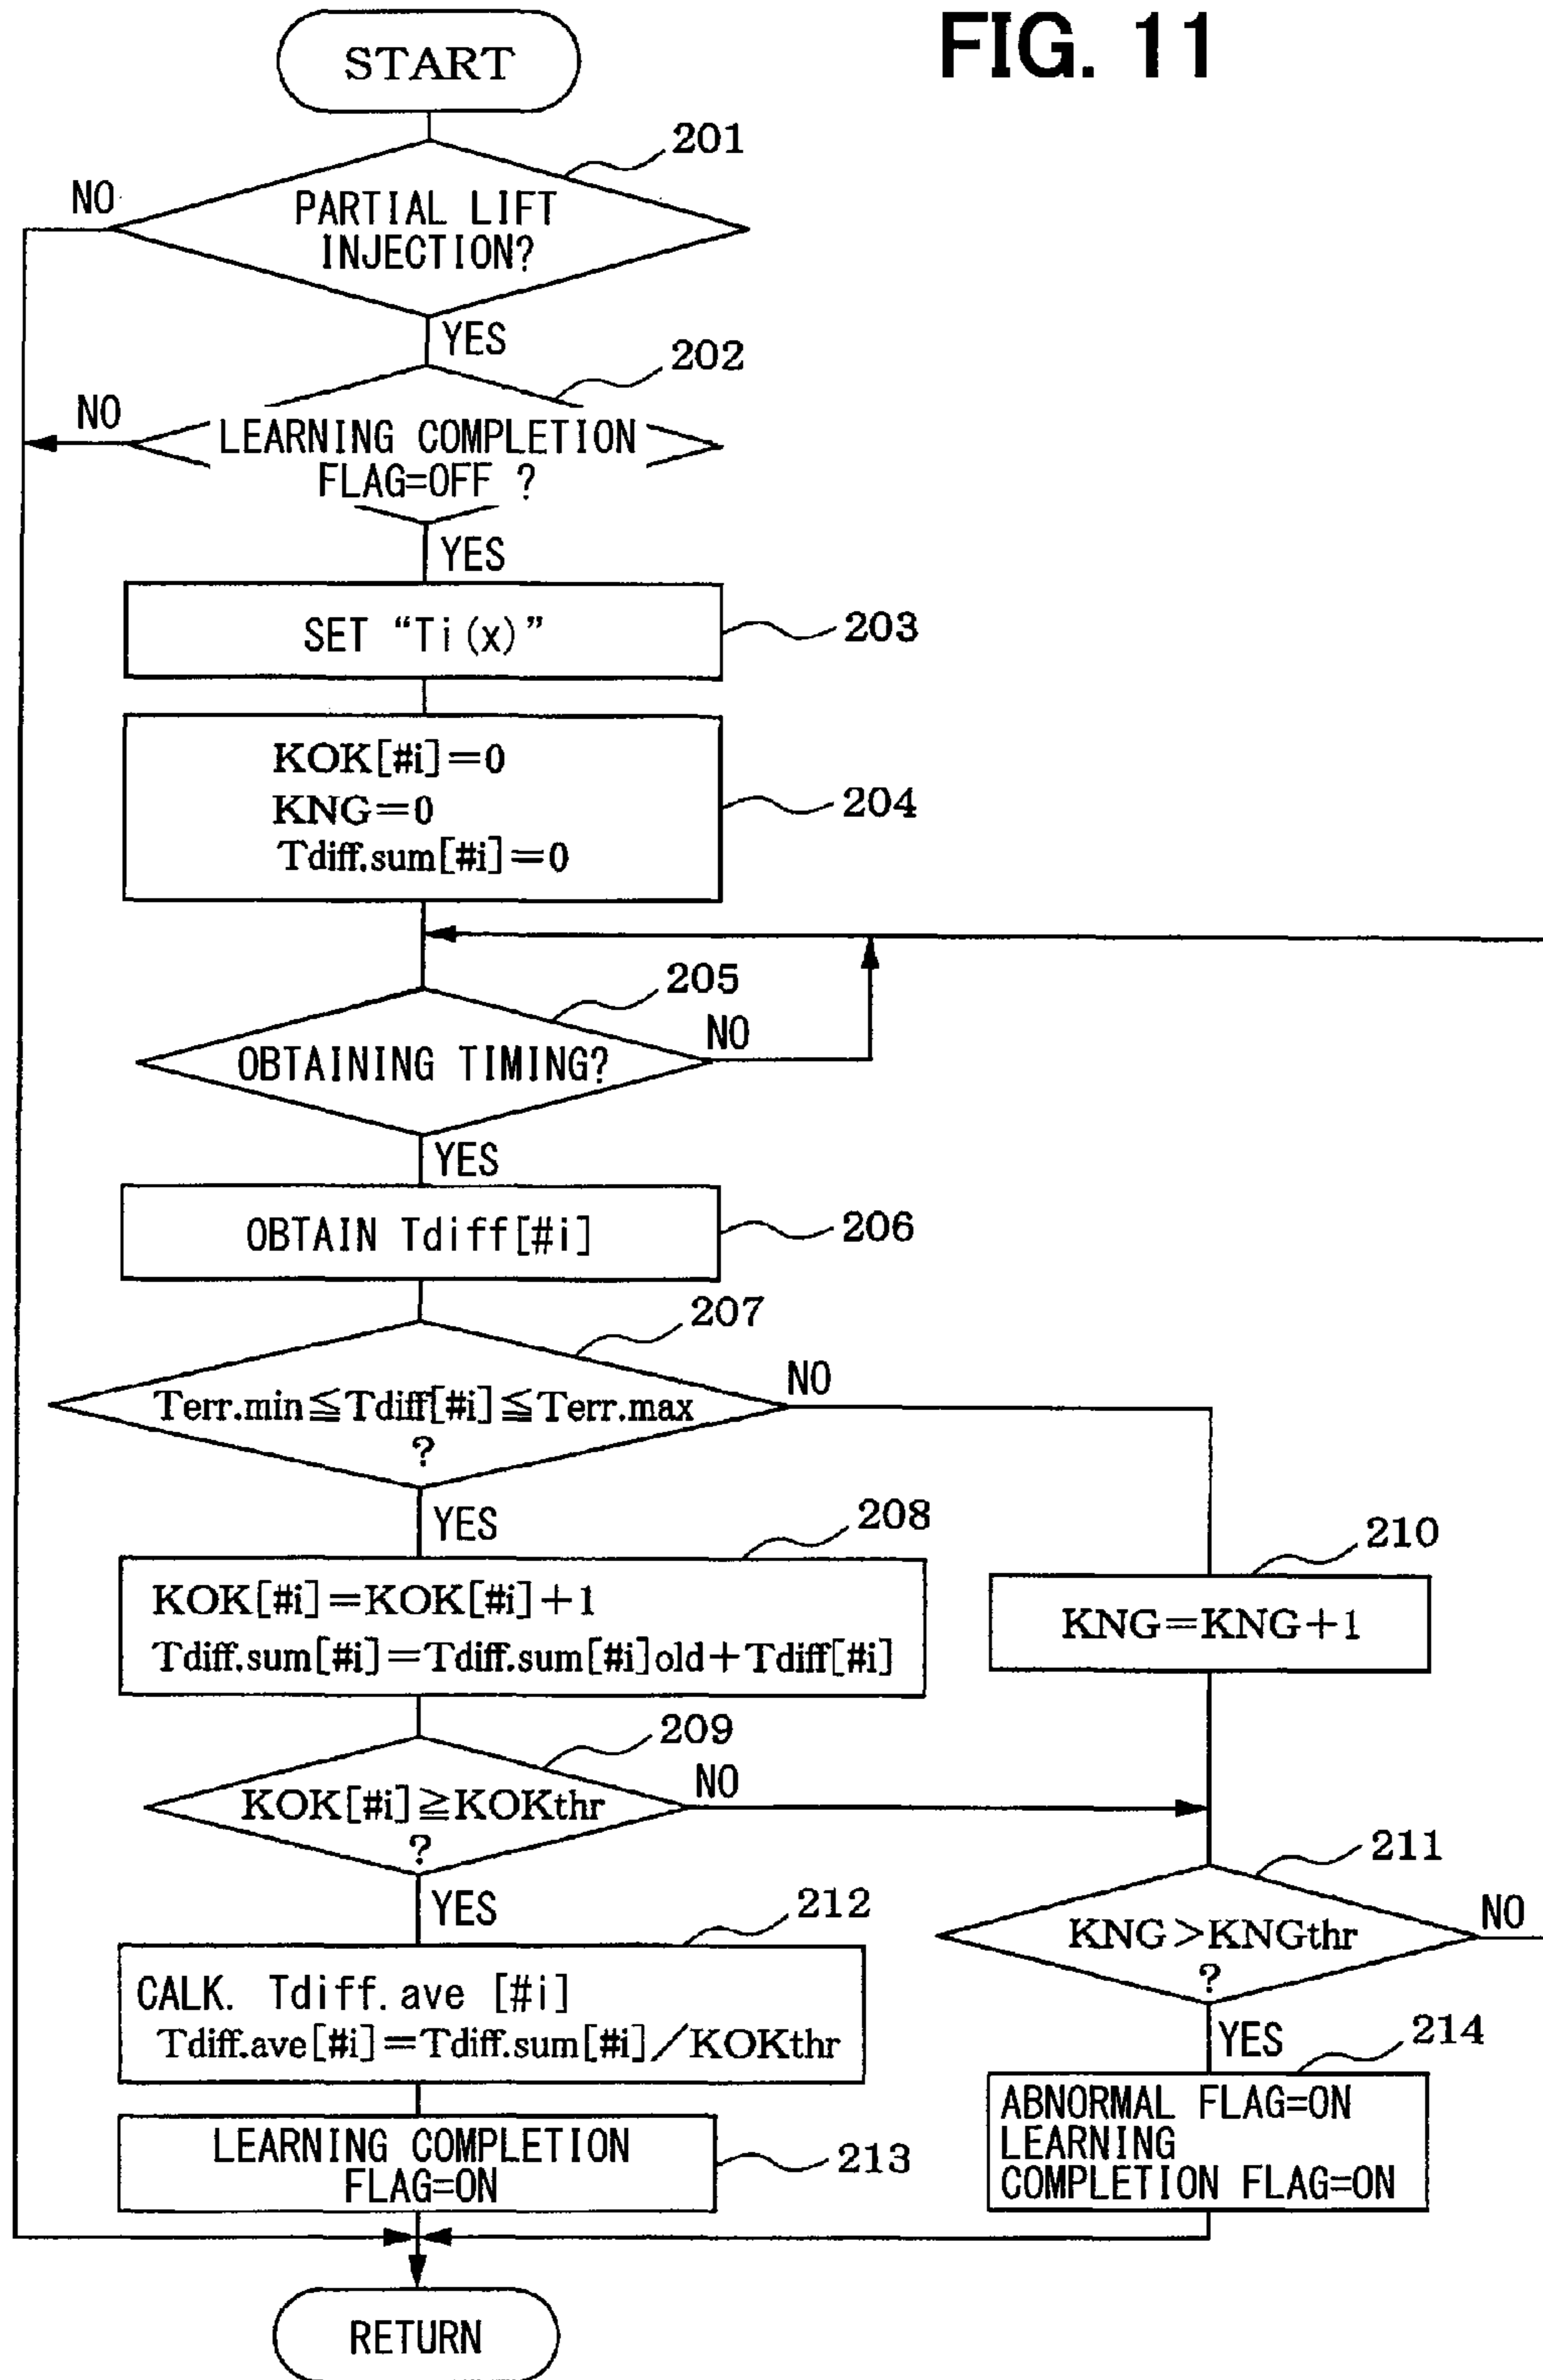 FIG. 11
START
201
NO
PARTIAL LIFT
INJECTION?
YES
202
NO
LEARNING COMPLETION
FLAG=OFF ?
YES
SET “Ti(x)”
203
KOK[#i]=0
KNG=0
Tdiff.sum[#i]=0
204
205
NO
OBTAINING TIMING?
YES
OBTAIN Tdiff[#i]
206
207
NO
Terr.min≦Tdiff[#i]≦Terr.max
?
YES
208
KOK[#i]=KOK[#i]+1
Tdiff.sum[#i]=Tdiff.sum[#i]old+Tdiff[#i]
210
KNG=KNG+1
209
NO
KOK[#i]≧KOKthr
?
YES
211
NO
KNG>KNGthr
?
YES
212
CALK. Tdiff.ave [#i]
Tdiff.ave[#i]=Tdiff.sum[#i]/KOKthr
214
ABNORMAL FLAG=ON
LEARNING
COMPLETION FLAG=ON
LEARNING COMPLETION
FLAG=ON
213
RETURN